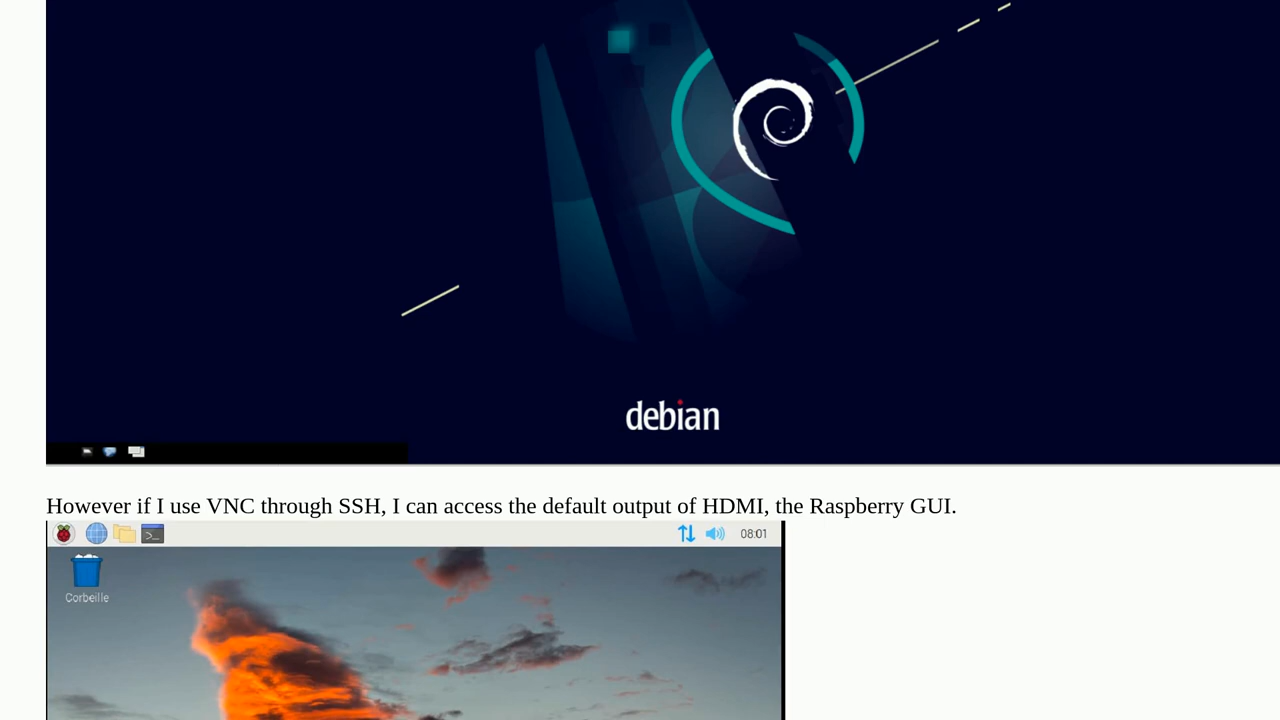 debian
However if I use VNC through SSH, I can access the default output of HDMI, the Raspberry GUI.
>_
08:01
Corbeille